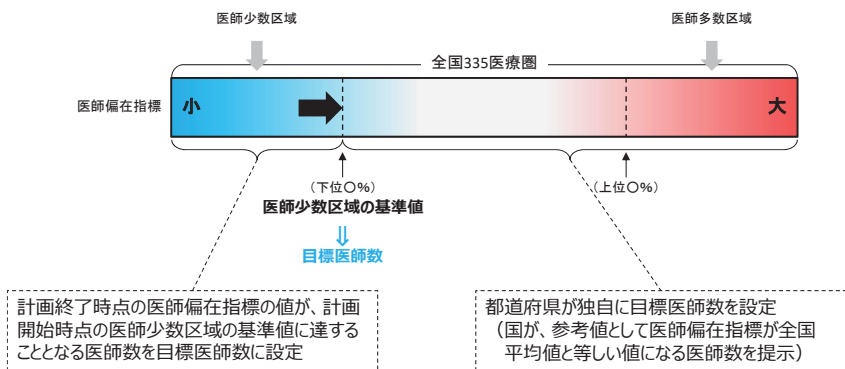 医師少数区域
医師多数区域
全国335医療圏
医師偏在指標
小
大
(下位〇%)
(上位〇%)
医師少数区域の基準値
⇓
目標医師数
計画終了時点の医師偏在指標の値が、計画
開始時点の医師少数区域の基準値に達する
こととなる医師数を目標医師数に設定
都道府県が独自に目標医師数を設定
(国が、参考値として医師偏在指標が全国
平均値と等しい値になる医師数を提示)